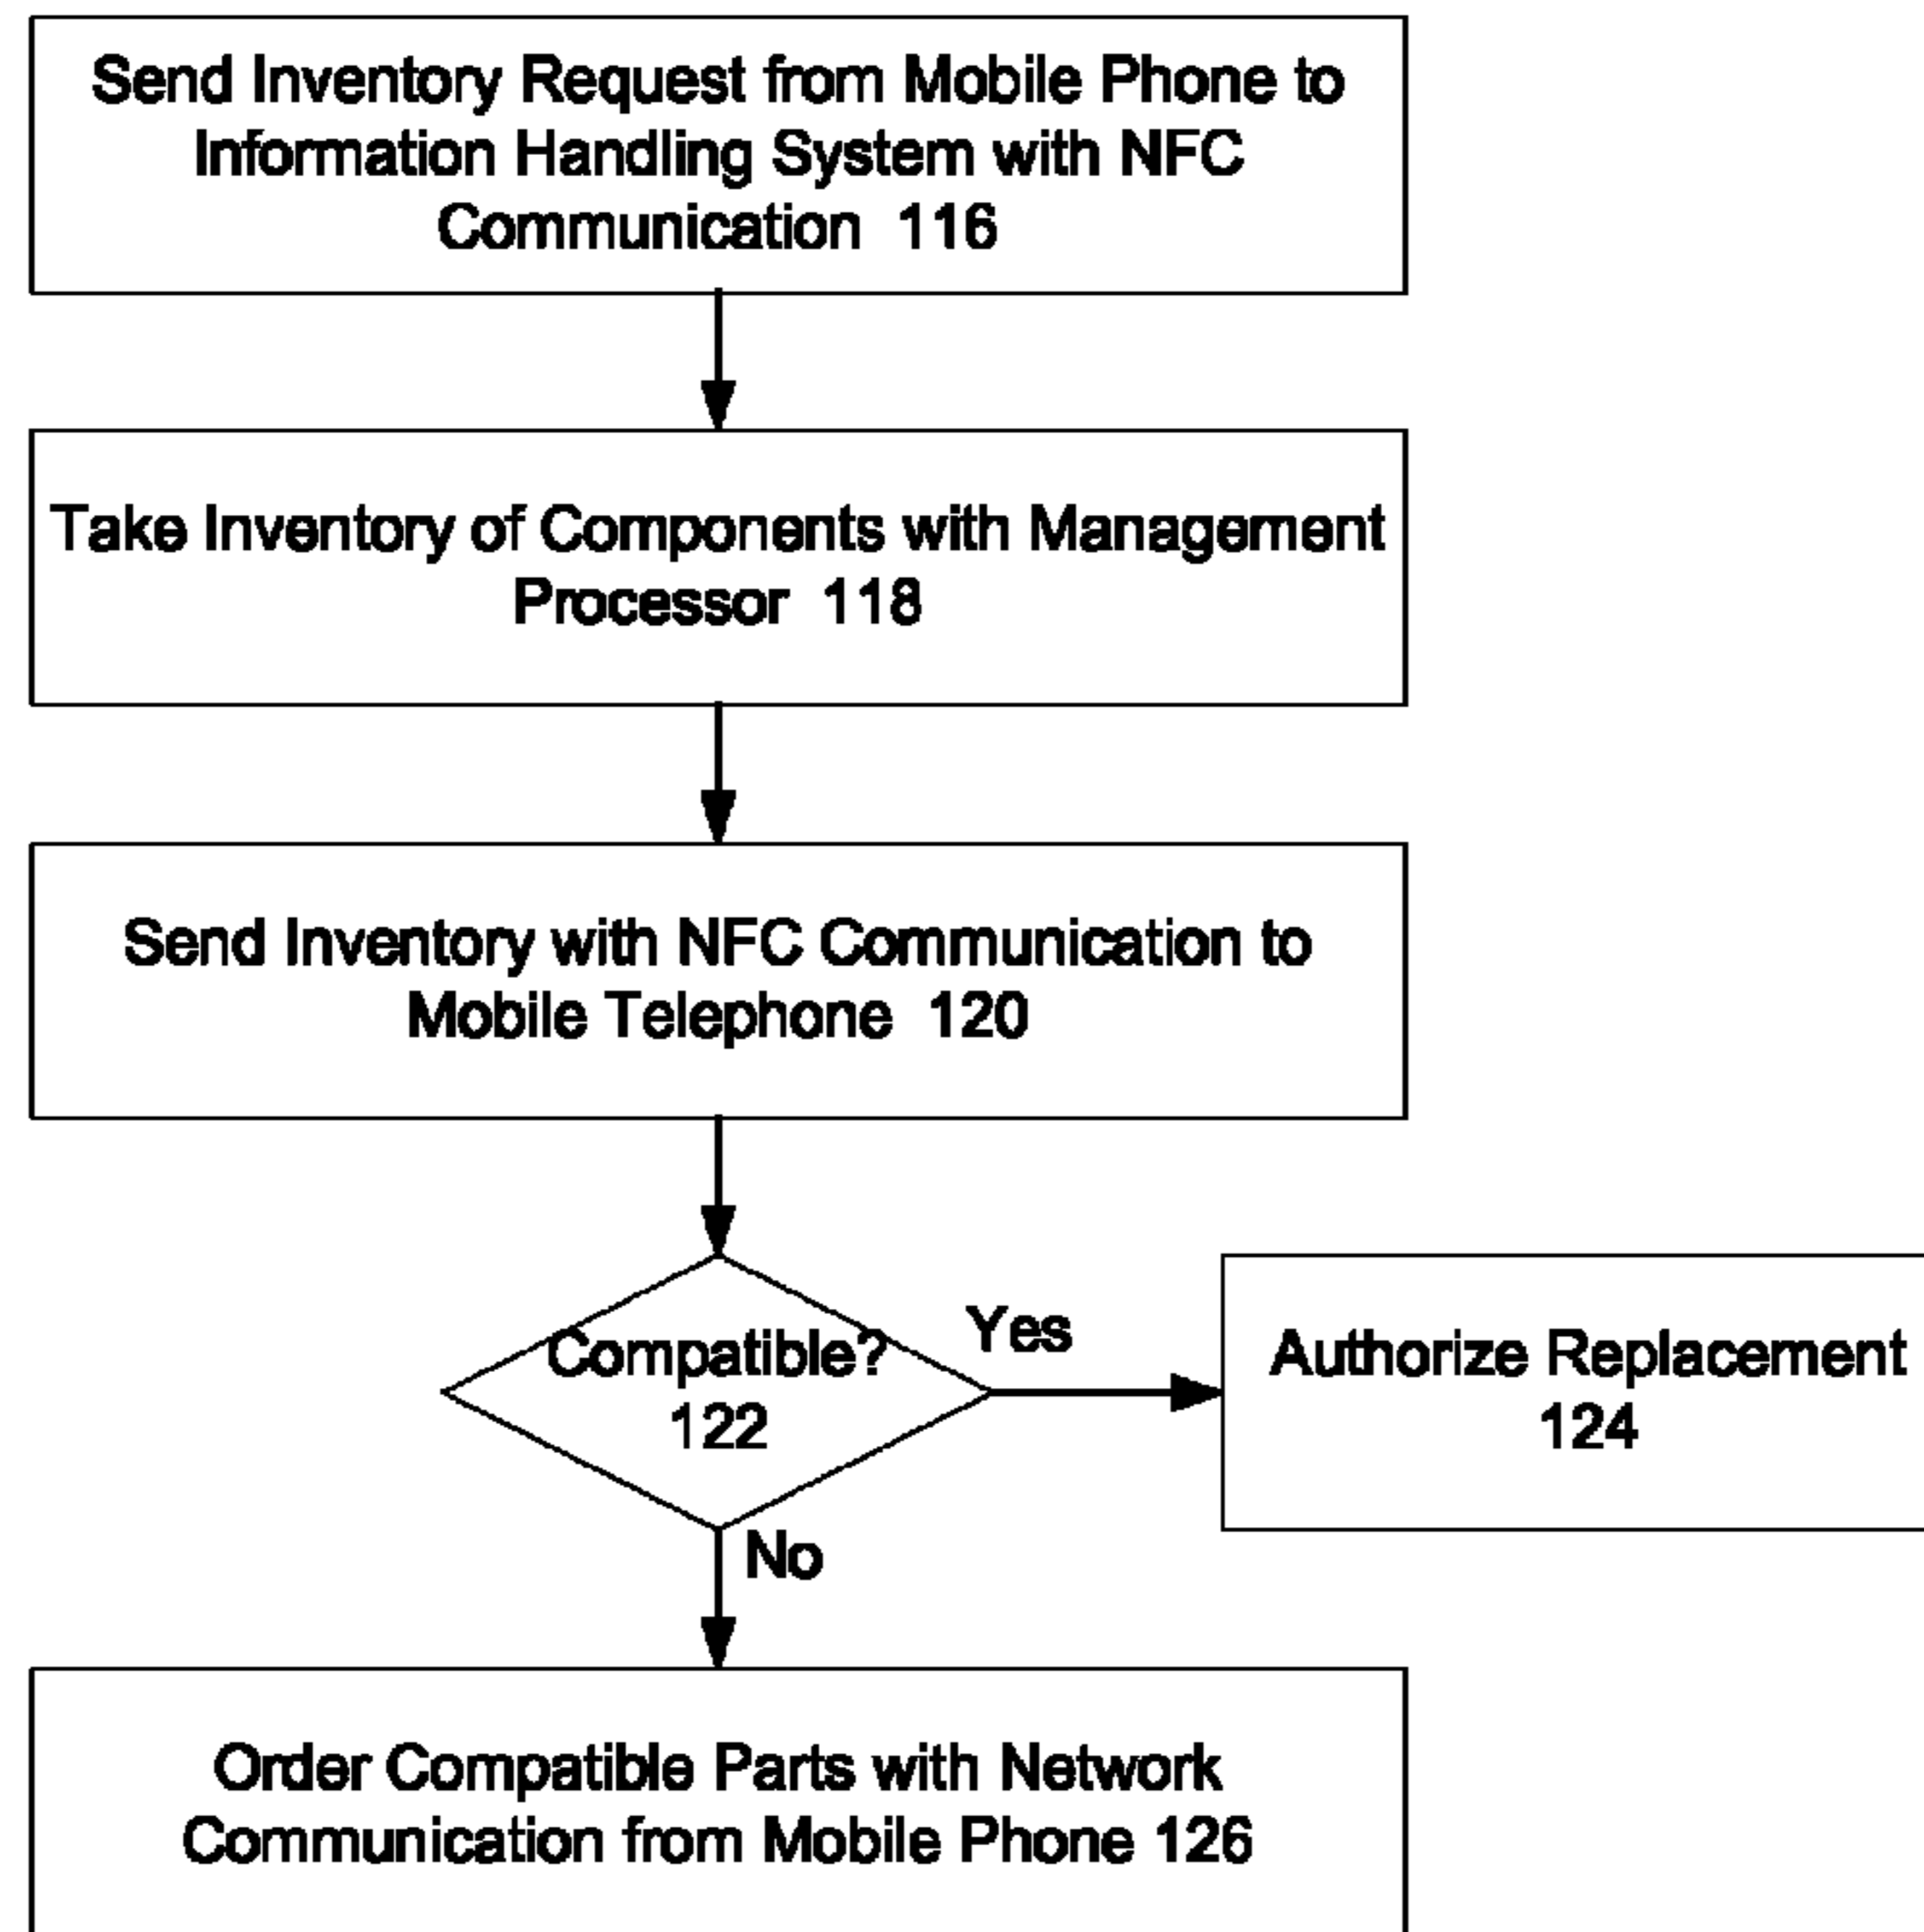 Send Inventory Request from Mobile Phone to
Information Handling System with NFC
Communication 116
Take Inventory of Components with Management
Processor 118
Send Inventory with NFC Communication to
Mobile Telephone 120
Compatible?
122
Yes
Authorize Replacement
124
No
Order Compatible Parts with Network
Communication from Mobile Phone 126